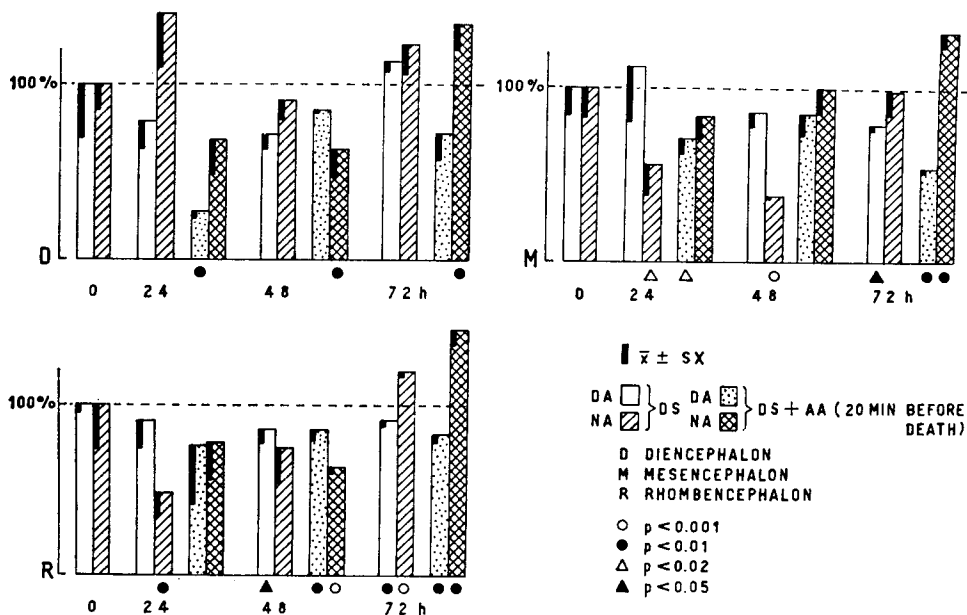 100%
D
0 24 48 72 h
100%
M
0 24 48 72 h
100%
R
0 24 48 72 h
x̄ ± SX
DA } DS DA } DS + AA (20 MIN BEFORE
NA NA DEATH)
D DIENCEPHALON
M MESENCEPHALON
R RHOMBENCEPHALON
○ p < 0.001
● p < 0.01
△ p < 0.02
▲ p < 0.05